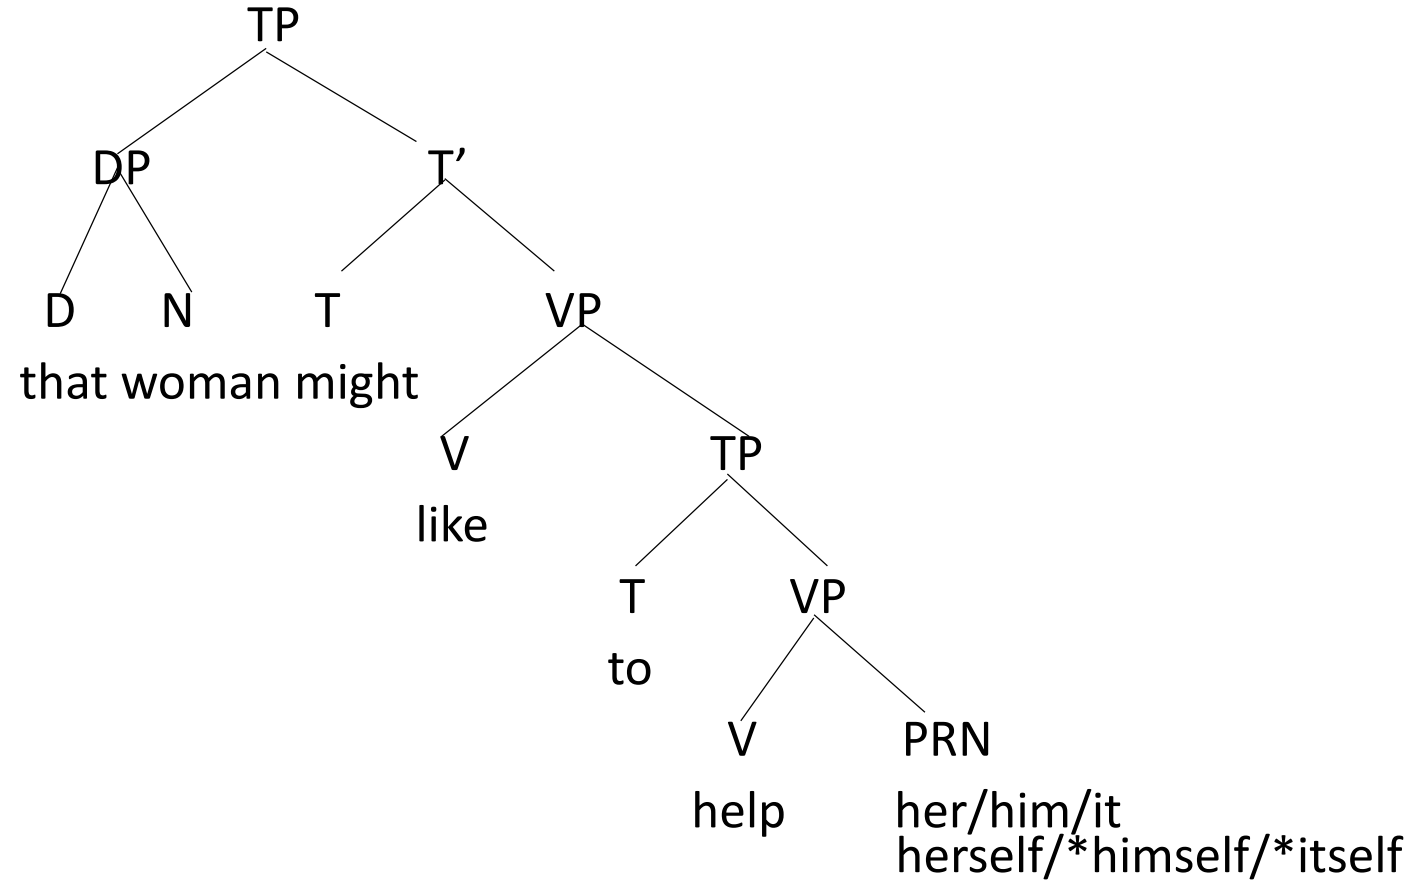 TP
DP T’
D N T VP
that woman might
V TP
like
T VP
to
V PRN
help her/him/it
herself/*himself/*itself